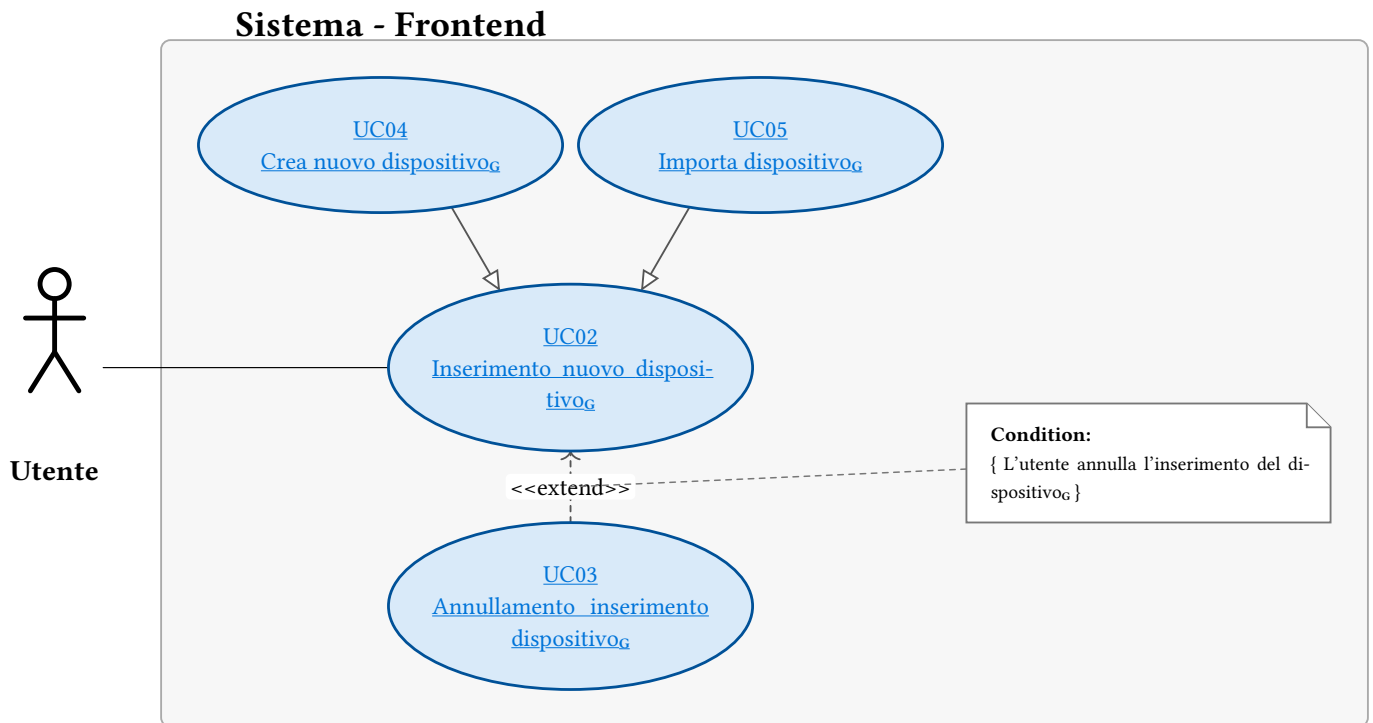 Sistema - Frontend
UC04
Crea nuovo dispositivoG
UC05
Importa dispositivoG
UC02
Inserimento nuovo disposi-
tivoG
Utente
Condition:
{ L'utente annulla l'inserimento del di-
spositivoG }
<<extend>>
UC03
Annullamento inserimento
dispositivoG